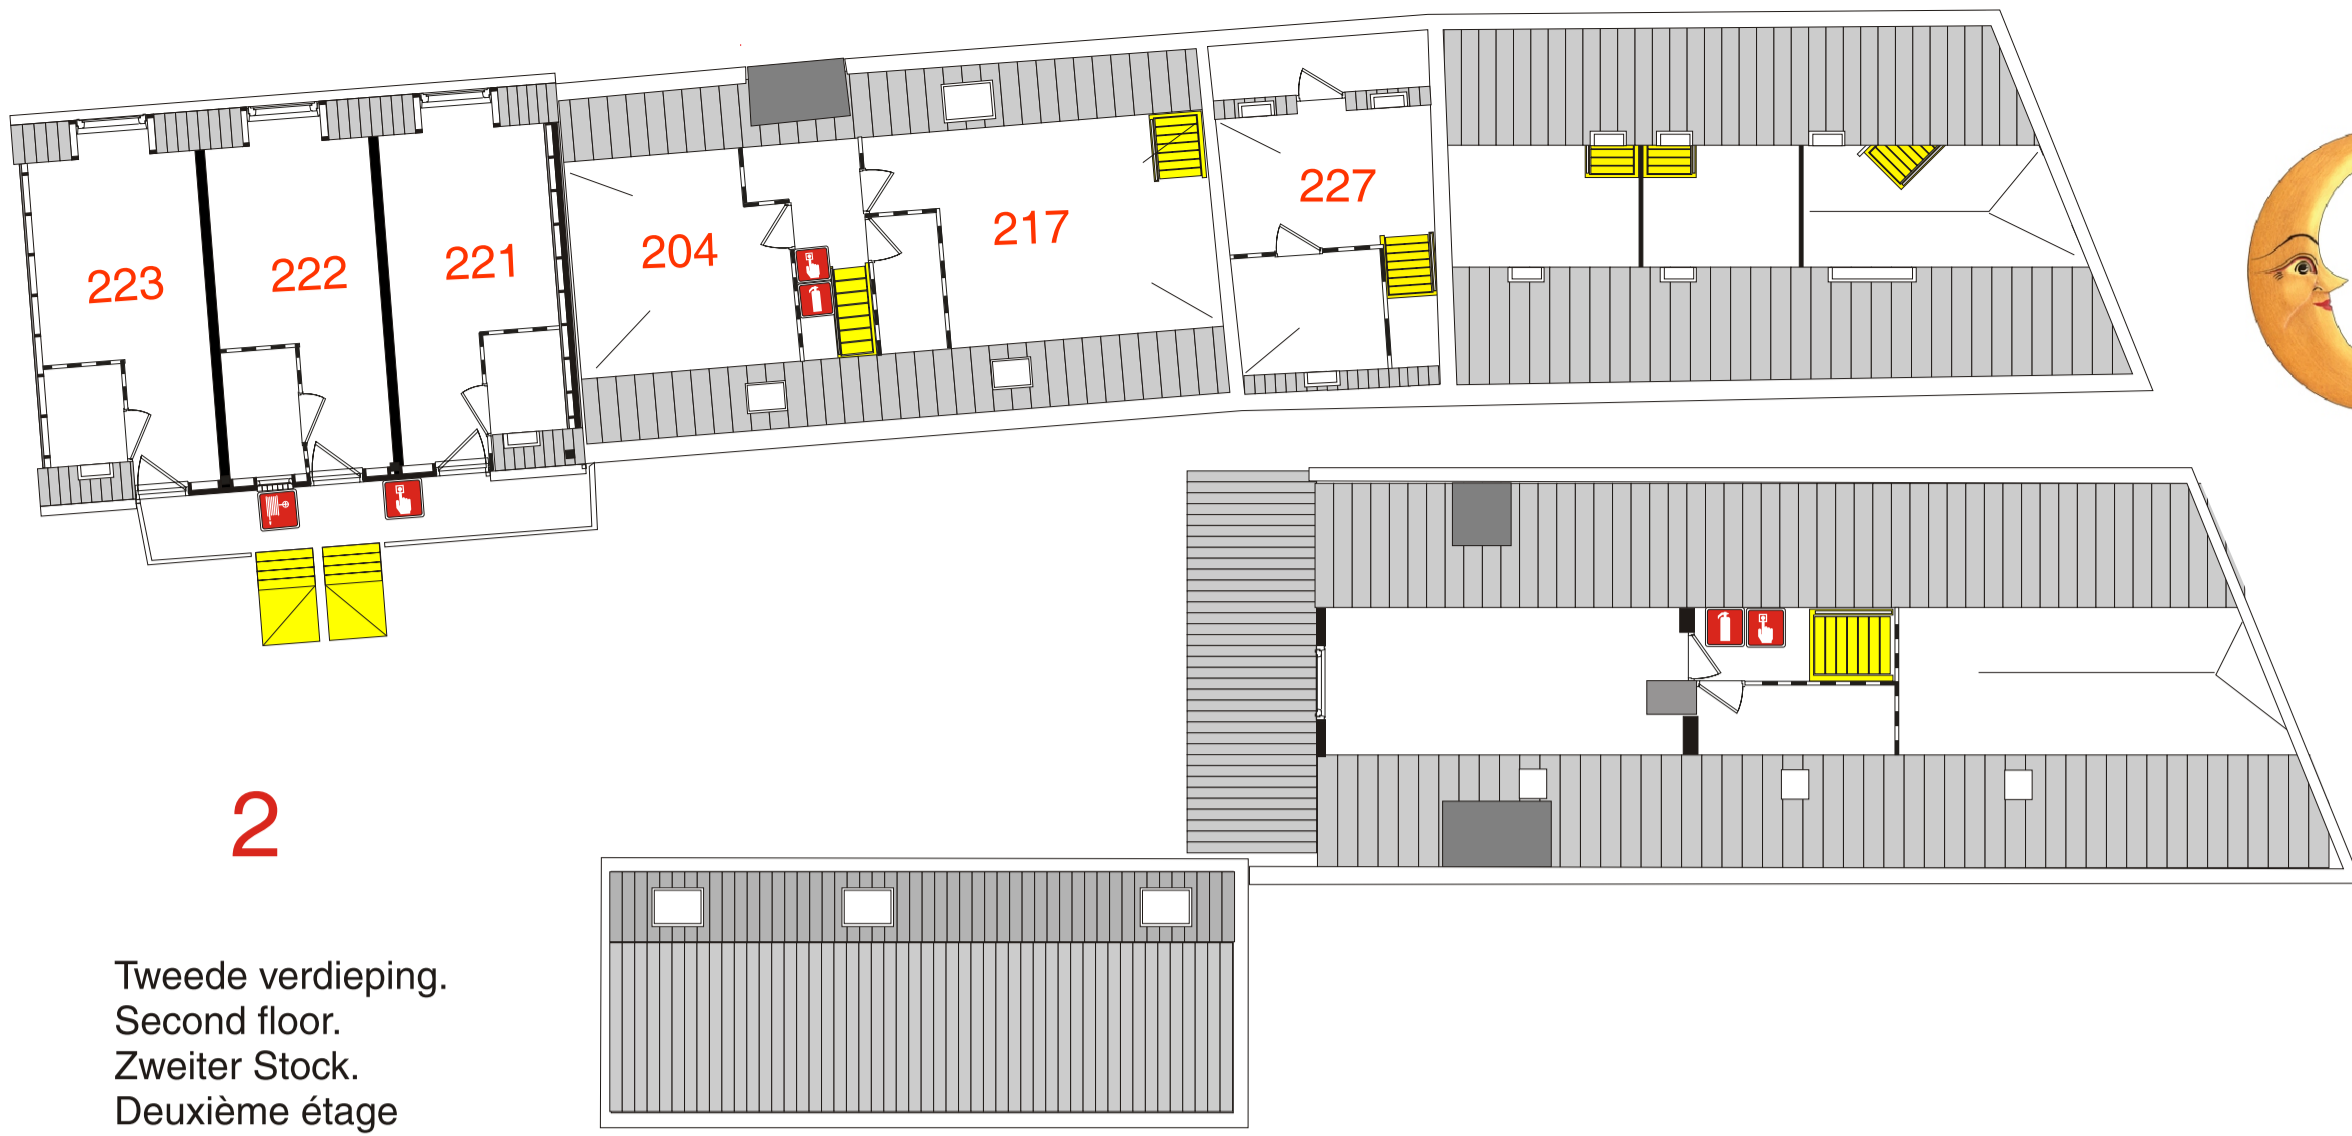 223
222
221
204
217
227
2
Tweede verdieping.
Second floor.
Zweiter Stock.
Deuxième étage